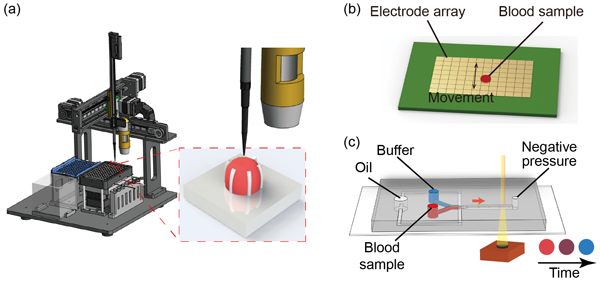 (a)
(b)
Electrode array
Blood sample
Movement
(c)
Buffer
Oil
Negative
pressure
Blood
sample
Time